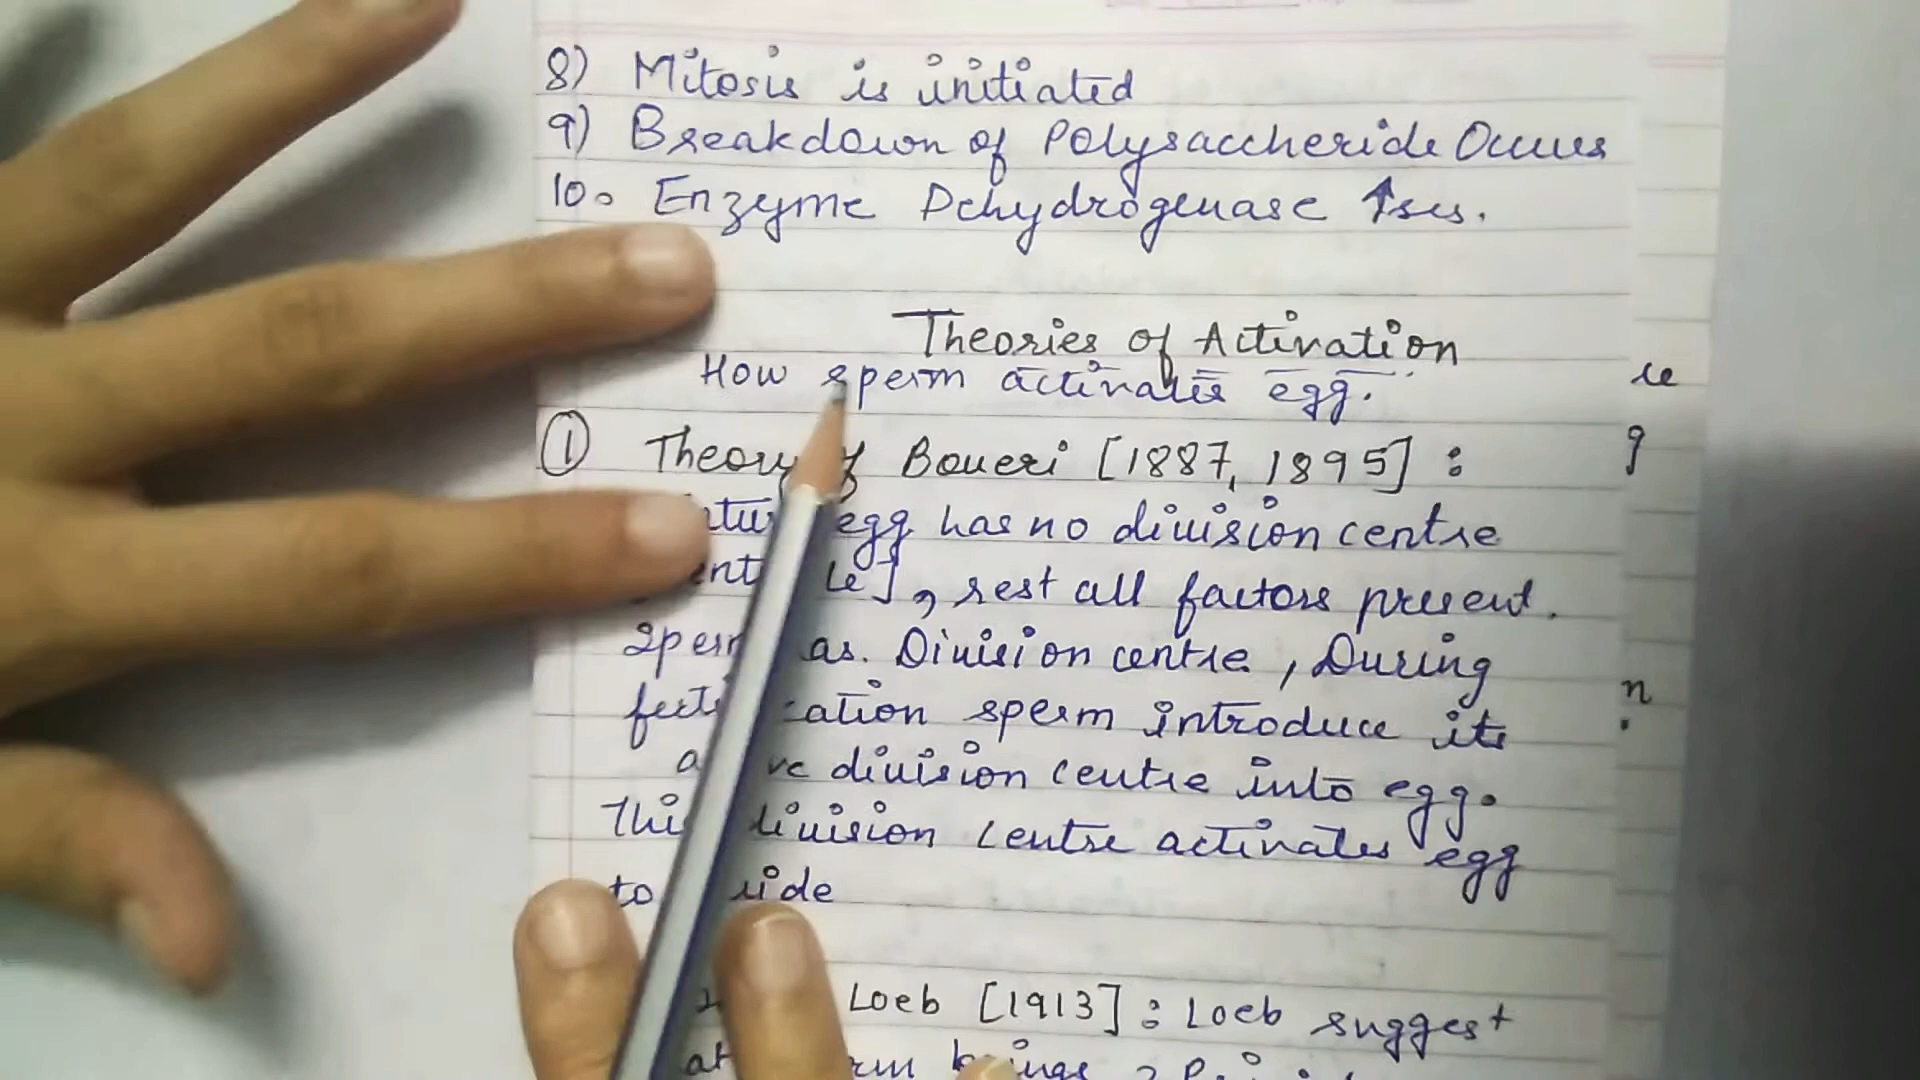 8) Mitosis is initiated
9) Breakdown of Polysaccheride Occurs
10. Enzyme Dehydrogenase ↑ses.
Theories of Activation
How sperm activates egg.
① Theory of Boveri [1887, 1895] :
egg has no division centre
, rest all factors present.
as. Division centre, During
sperm introduce its
division centre into egg.
division centre activates egg
to
Loeb [1913] : Loeb suggest